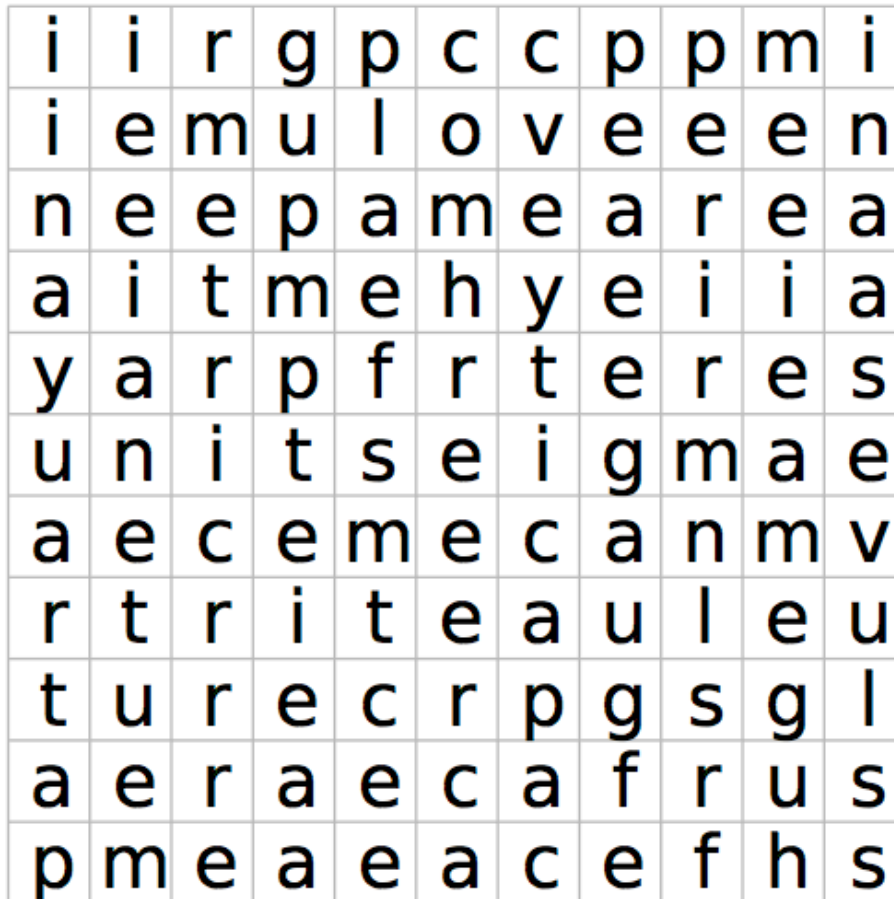 i i r g p c c p p m i
i e m u l o v e e e n
n e e p a m e a r e a
a i t m e h y e i i a
y a r p f r t e r e s
u n i t s e i g m a e
a e c e m e c a n m v
r t r i t e a u l e u
t u r e c r p g s g l
a e r a e c a f r u s
p m e a e a c e f h s